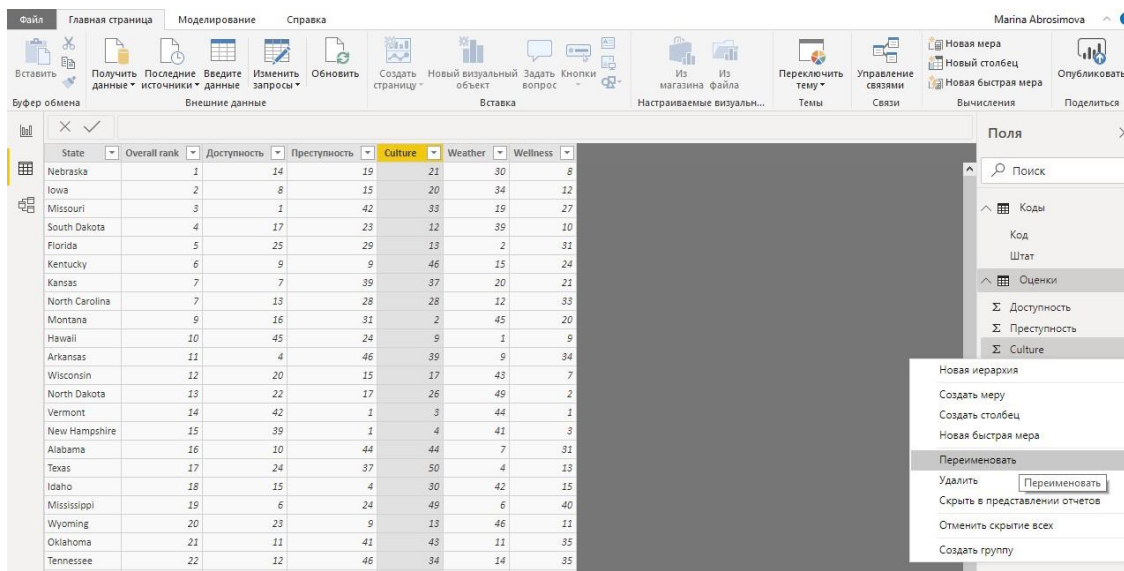 Файл Главная страница Моделирование Справка Marina Abrosimova
Вставить Получить данные Последние источники Введите данные Изменить запросы Обновить Создать страницу Новый визуальный объект Задать вопрос Кнопки Из магазина Из файла Переключить тему Управление связями Новая мера Новый столбец Новая быстрая мера Опубликовать
Буфер обмена Внешние данные Вставка Настраиваемые визуальн... Темы Связи Вычисления Поделиться
State Overall rank Доступность Преступность Culture Weather Wellness
Nebraska 1 14 19 21 30 8
Iowa 2 8 15 20 34 12
Missouri 3 1 42 33 19 27
South Dakota 4 17 23 12 39 10
Florida 5 25 29 13 2 31
Kentucky 6 9 9 46 15 24
Kansas 7 7 39 37 20 21
North Carolina 7 13 28 28 12 33
Montana 9 16 31 2 45 20
Hawaii 10 45 24 9 1 9
Arkansas 11 4 46 39 9 34
Wisconsin 12 20 15 17 43 7
North Dakota 13 22 17 26 49 2
Vermont 14 42 1 3 44 1
New Hampshire 15 39 1 4 41 3
Alabama 16 10 44 44 7 31
Texas 17 24 37 50 4 13
Idaho 18 15 4 30 42 15
Mississippi 19 6 24 49 6 40
Wyoming 20 23 9 13 46 11
Oklahoma 21 11 41 43 11 35
Tennessee 22 12 46 34 14 35
Поля
Поиск
Коды
Код
Штат
Оценки
Σ Доступность
Σ Преступность
Σ Culture
Новая иерархия
Создать меру
Создать столбец
Новая быстрая мера
Переименовать
Удалить
Переименовать
Скрыть в представлении отчетов
Отменить скрытие всех
Создать группу